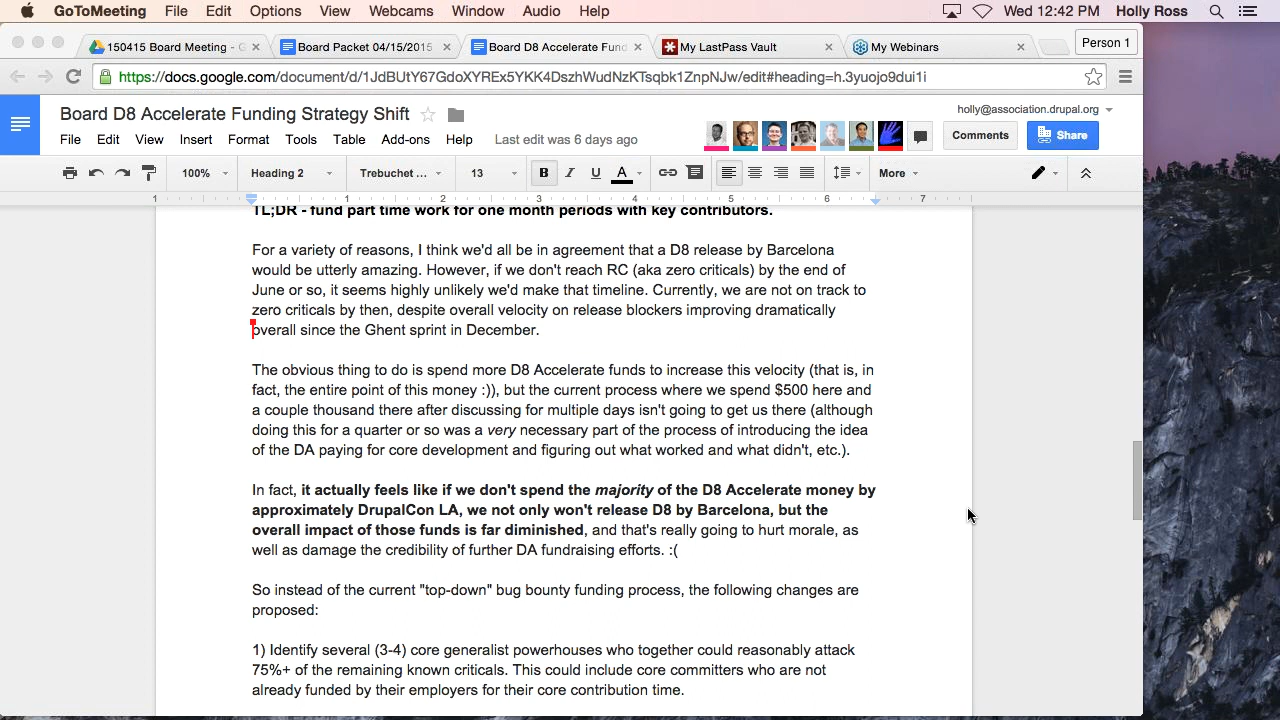 GoToMeeting File Edit Options View Webcams Window Audio Help Wed 12:42 PM Holly Ross
150415 Board Meeting - G Board Packet 04/15/2015 Board D8 Accelerate Fund My LastPass Vault My Webinars Person 1
https://docs.google.com/document/d/1JdBUtY67GdoXYREx5YKK4DszhWudNzKTsqbk1ZnpNJw/edit#heading=h.3yuojo9dui1i
Board D8 Accelerate Funding Strategy Shift holly@association.drupal.org
File Edit View Insert Format Tools Table Add-ons Help Last edit was 6 days ago Comments Share
100% Heading 2 Trebuchet ... 13 B I U A More
1 1 2 3 4 5 6 7
TL;DR - fund part time work for one month periods with key contributors.
For a variety of reasons, I think we'd all be in agreement that a D8 release by Barcelona
would be utterly amazing. However, if we don't reach RC (aka zero criticals) by the end of
June or so, it seems highly unlikely we'd make that timeline. Currently, we are not on track to
zero criticals by then, despite overall velocity on release blockers improving dramatically
overall since the Ghent sprint in December.
The obvious thing to do is spend more D8 Accelerate funds to increase this velocity (that is, in
fact, the entire point of this money :)), but the current process where we spend $500 here and
a couple thousand there after discussing for multiple days isn't going to get us there (although
doing this for a quarter or so was a very necessary part of the process of introducing the idea
of the DA paying for core development and figuring out what worked and what didn't, etc.).
In fact, it actually feels like if we don't spend the majority of the D8 Accelerate money by
approximately DrupalCon LA, we not only won't release D8 by Barcelona, but the
overall impact of those funds is far diminished, and that's really going to hurt morale, as
well as damage the credibility of further DA fundraising efforts. :(
So instead of the current "top-down" bug bounty funding process, the following changes are
proposed:
1) Identify several (3-4) core generalist powerhouses who together could reasonably attack
75%+ of the remaining known criticals. This could include core committers who are not
already funded by their employers for their core contribution time.